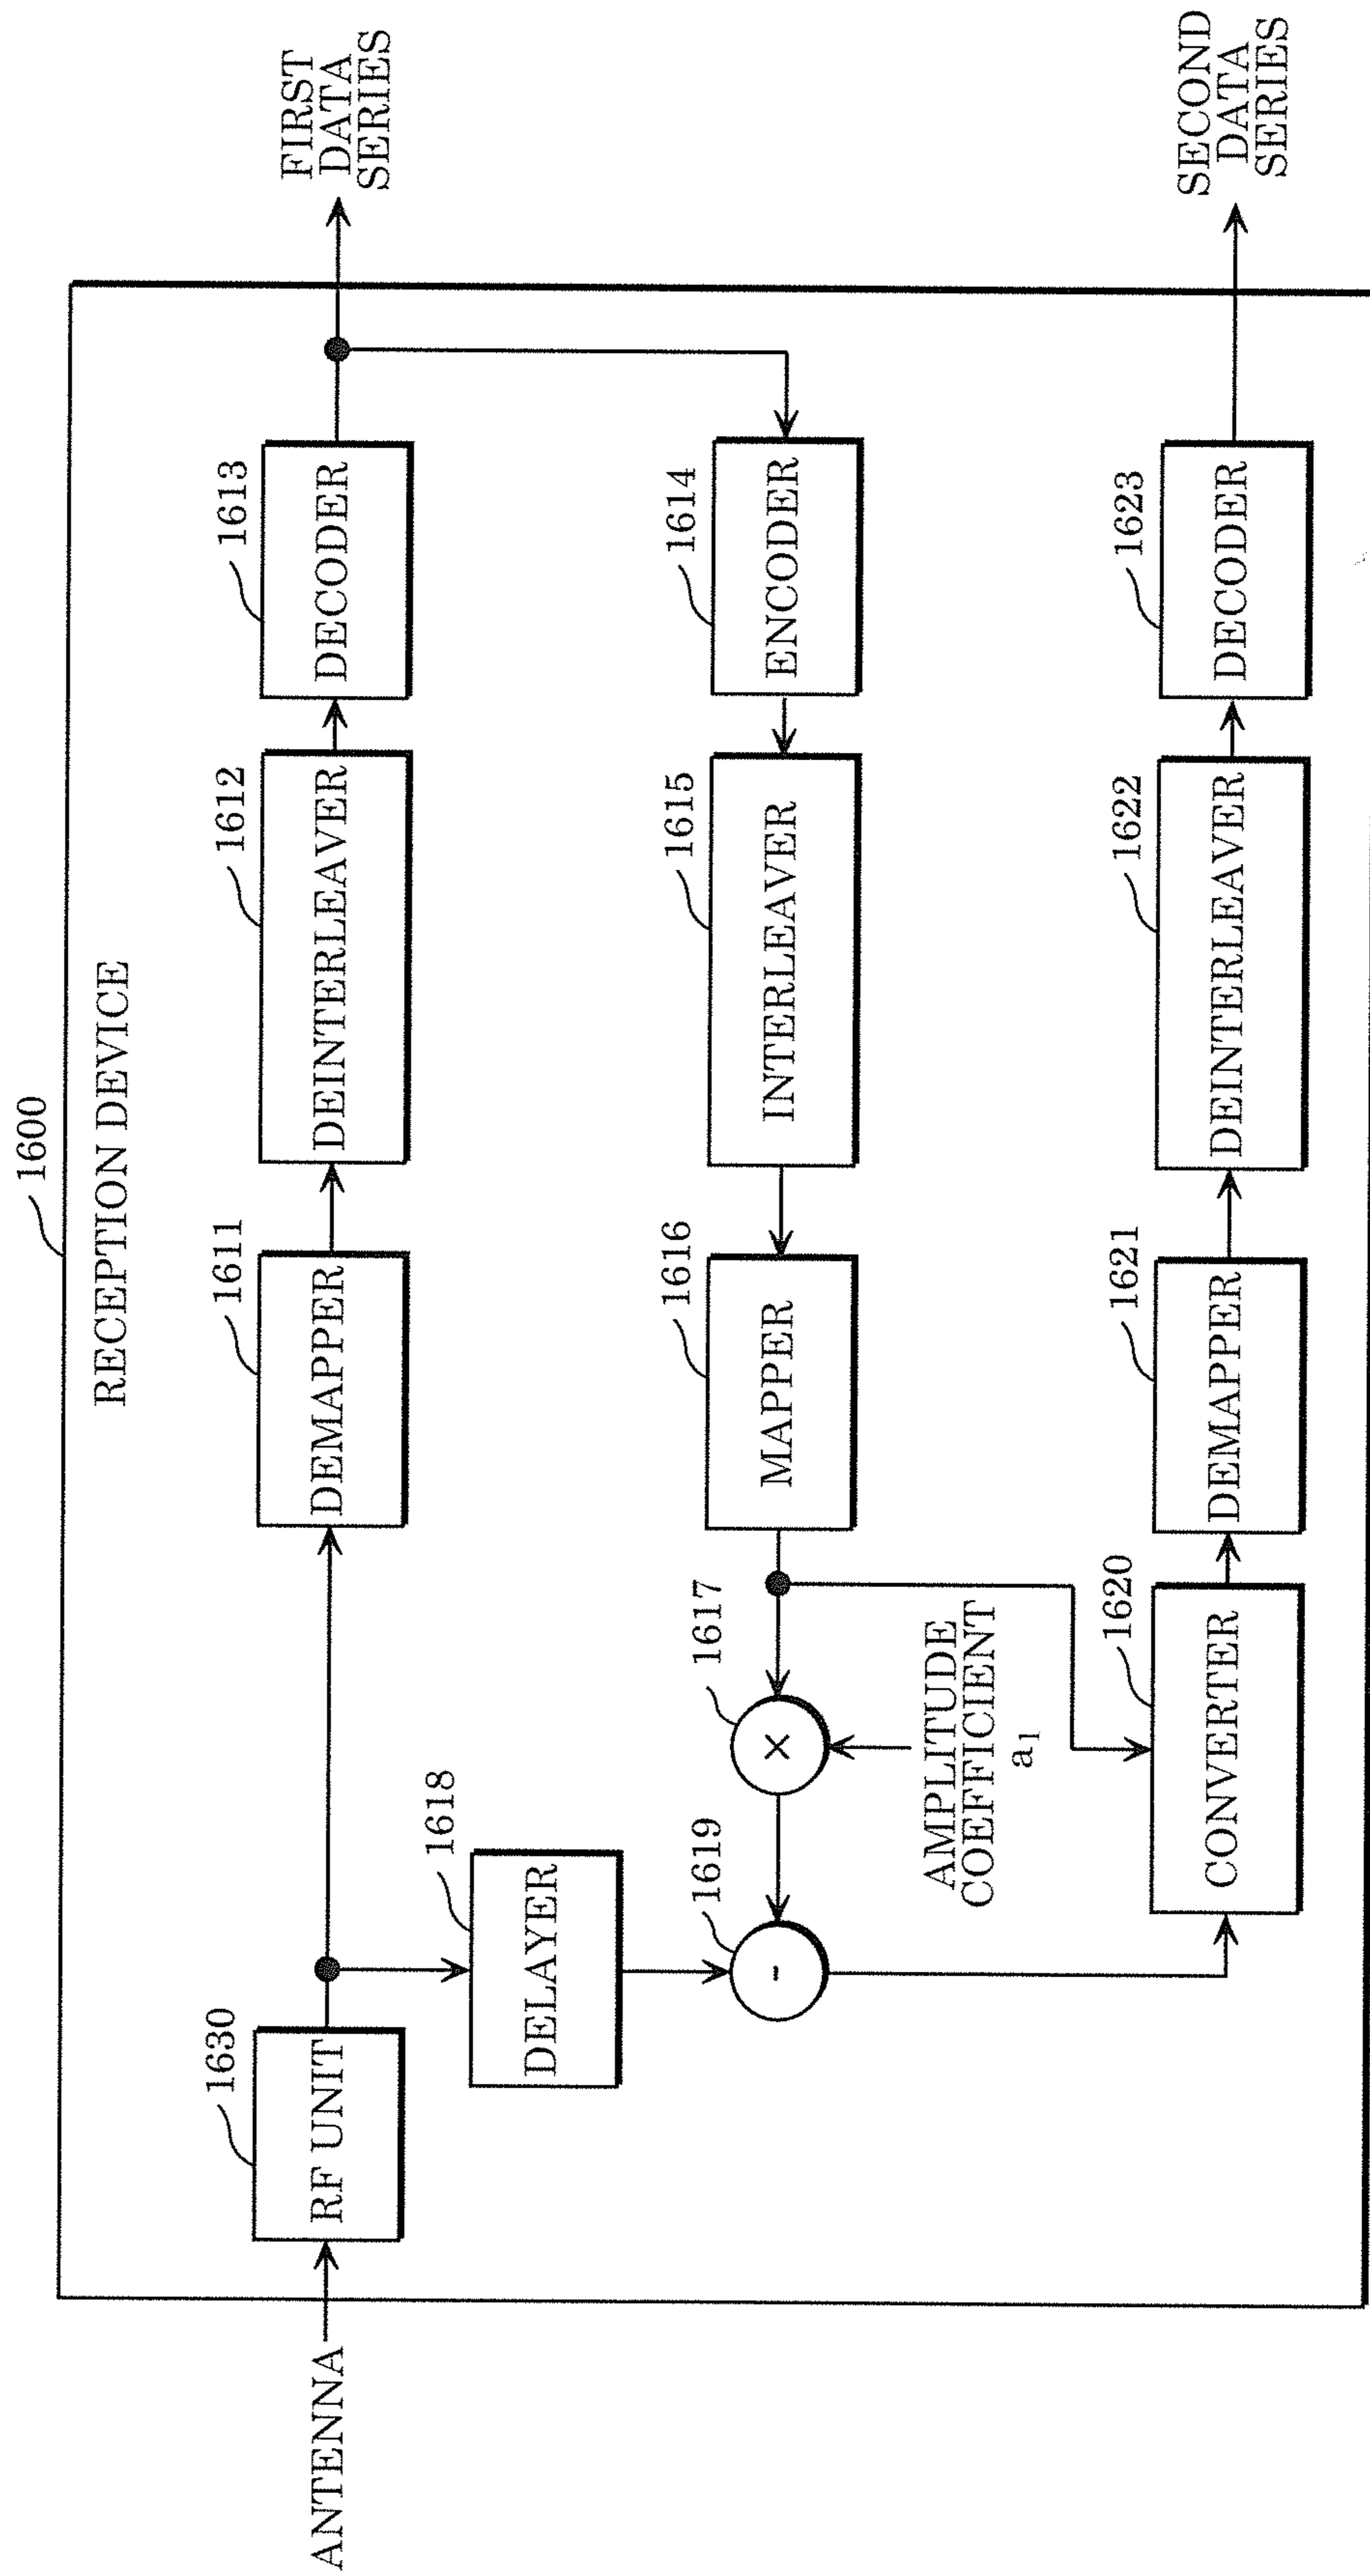 1600
RECEPTION DEVICE
ANTENNA
1630
RF UNIT
1611
DEMAPPER
1612
DEINTERLEAVER
1613
DECODER
FIRST
DATA
SERIES
1618
DELAYER
1619
-
1617
×
AMPLITUDE
COEFFICIENT
a1
1616
MAPPER
1615
INTERLEAVER
1614
ENCODER
1620
CONVERTER
1621
DEMAPPER
1622
DEINTERLEAVER
1623
DECODER
SECOND
DATA
SERIES